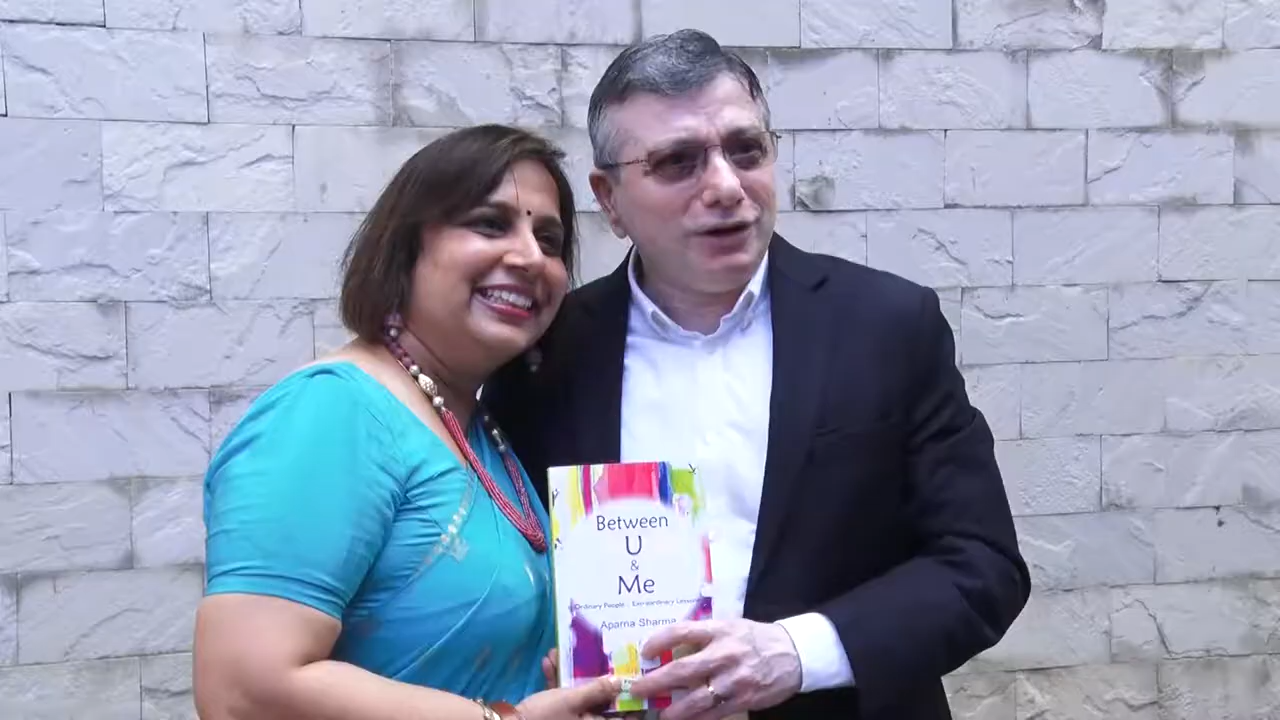 Between
U
&
Me
Ordinary People : Extraordinary Lessons
Aparna Sharma